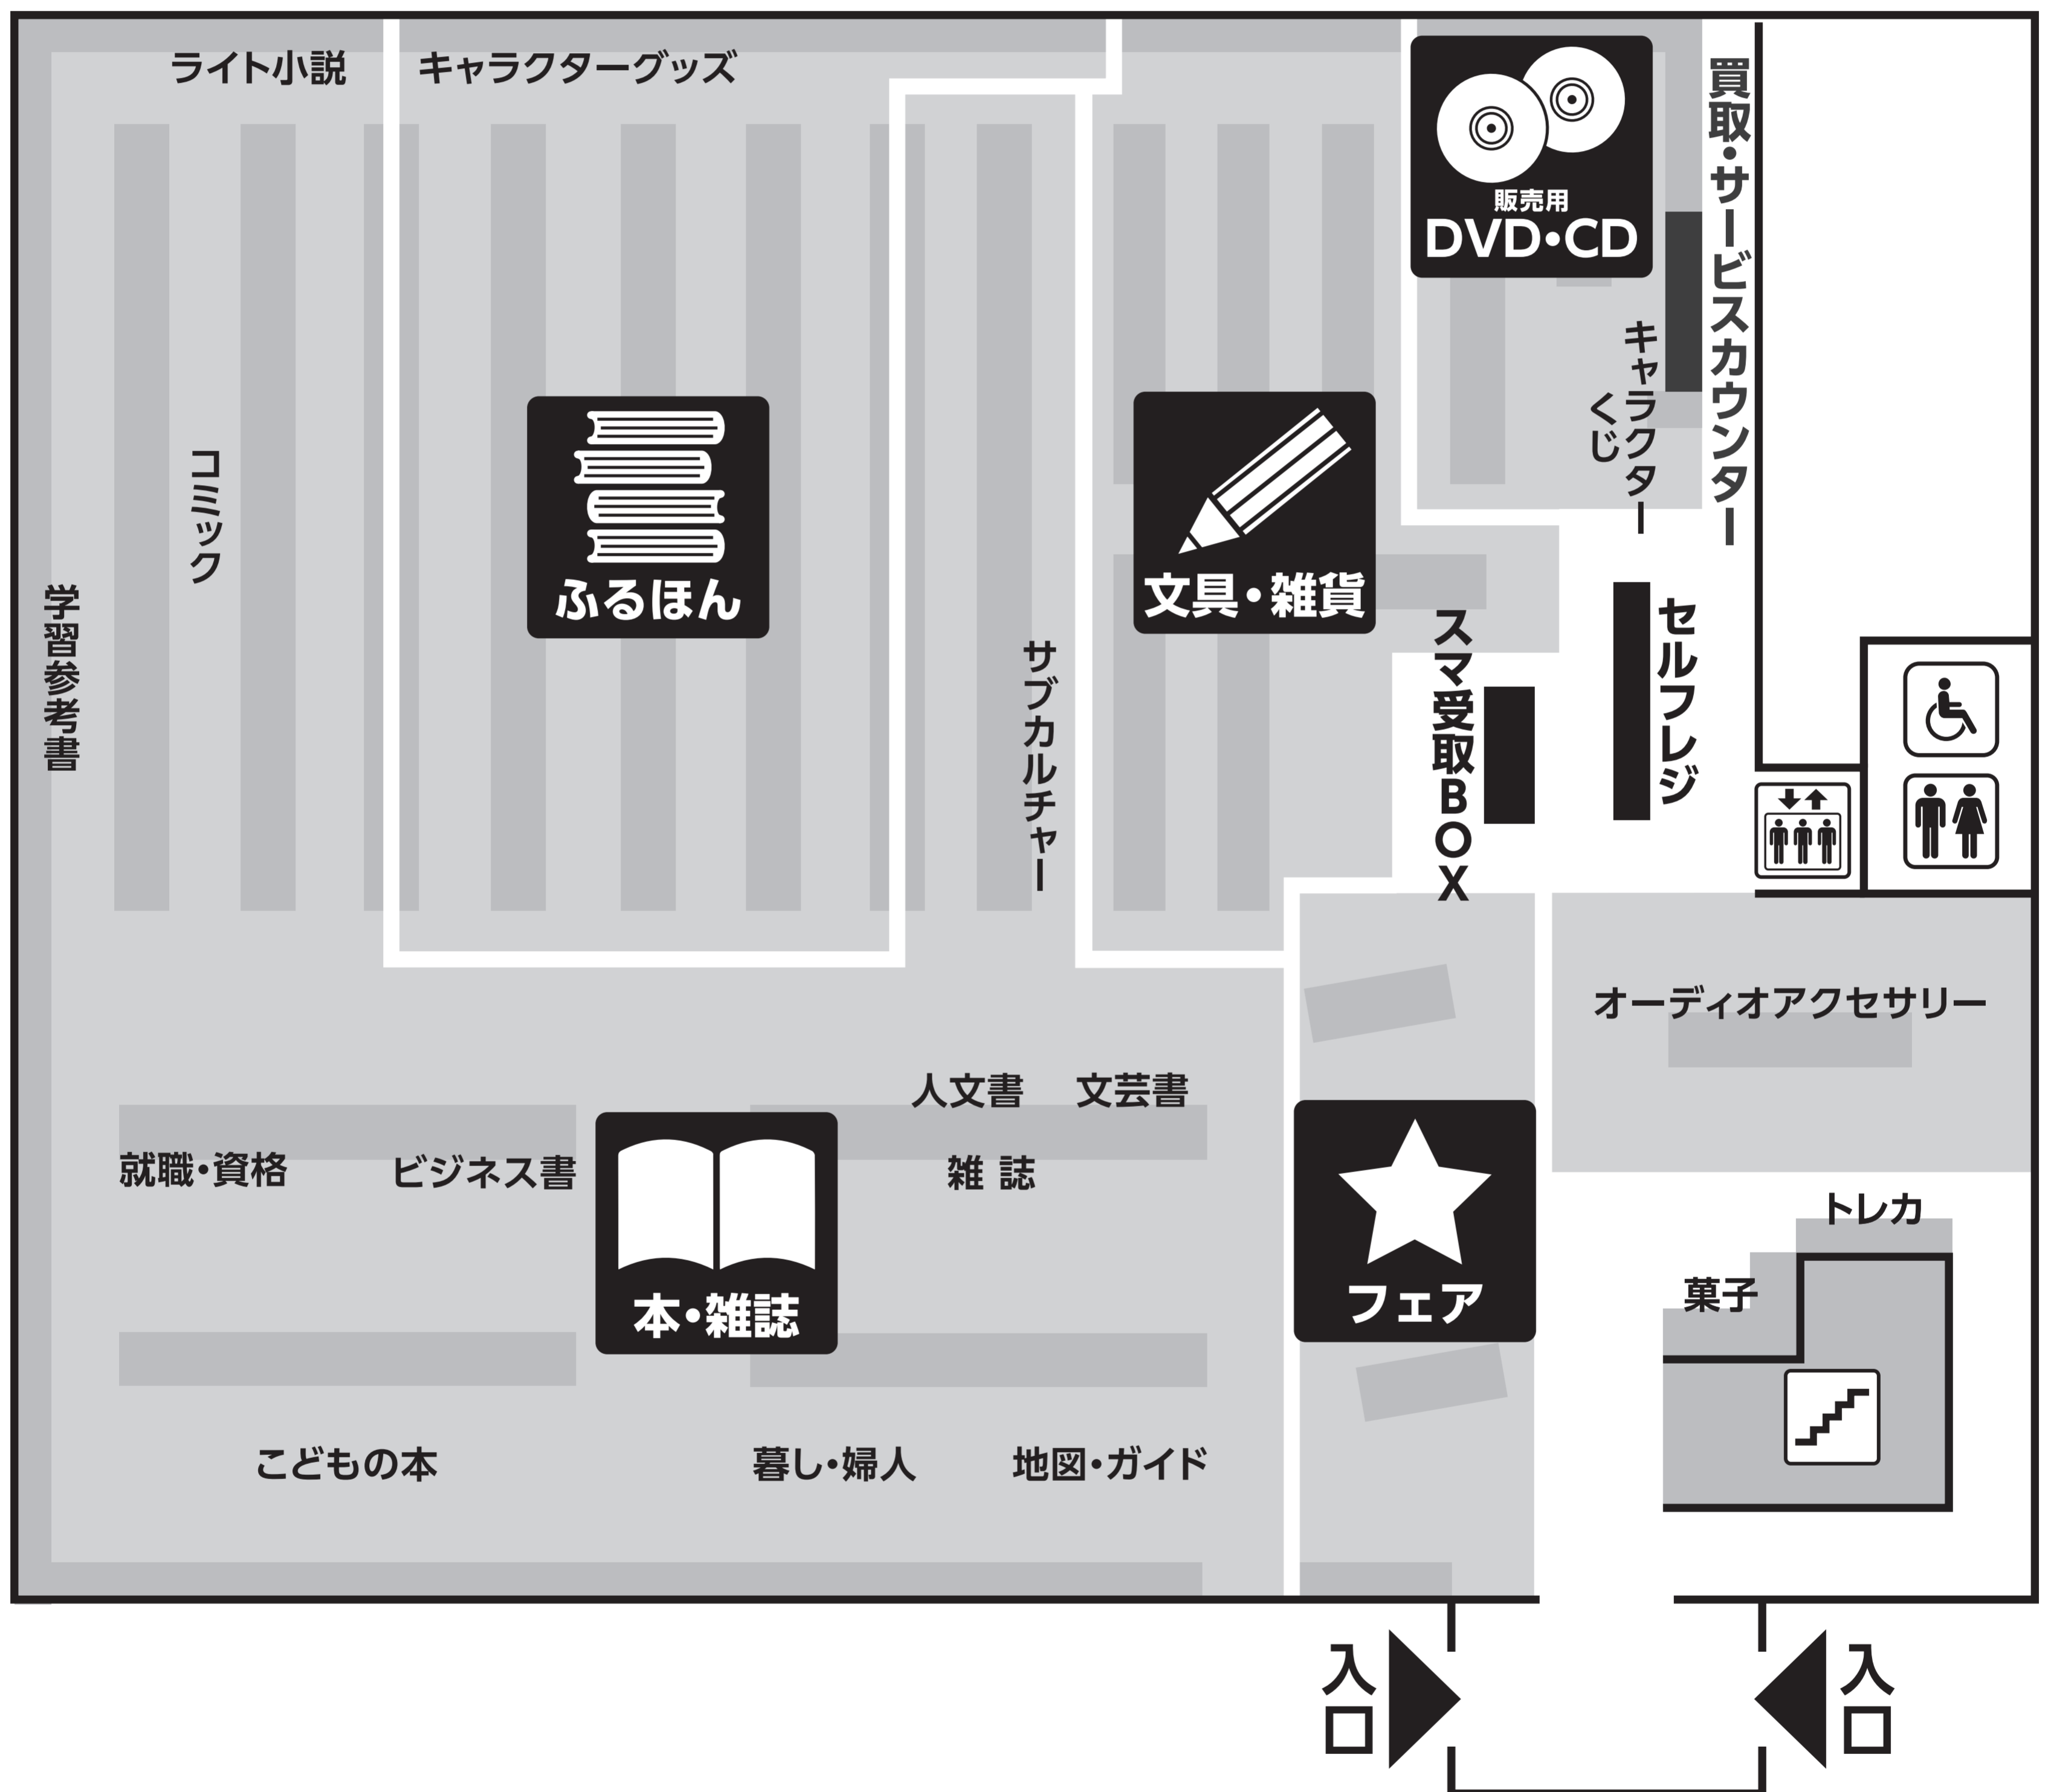 ライト小説
キャラクターグッズ
販売用
DVD・CD
買取・サービスカウンター
キャラクター
くじ
コミック
ふるほん
文具・雑貨
学習参考書
サブカルチャー
スマ受取BOX
セルフレジ
オーディオアクセサリー
人文書
文芸書
就職・資格
ビジネス書
雑誌
本・雑誌
フェア
トレカ
菓子
こどもの本
暮し・婦人
地図・ガイド
入口
入口